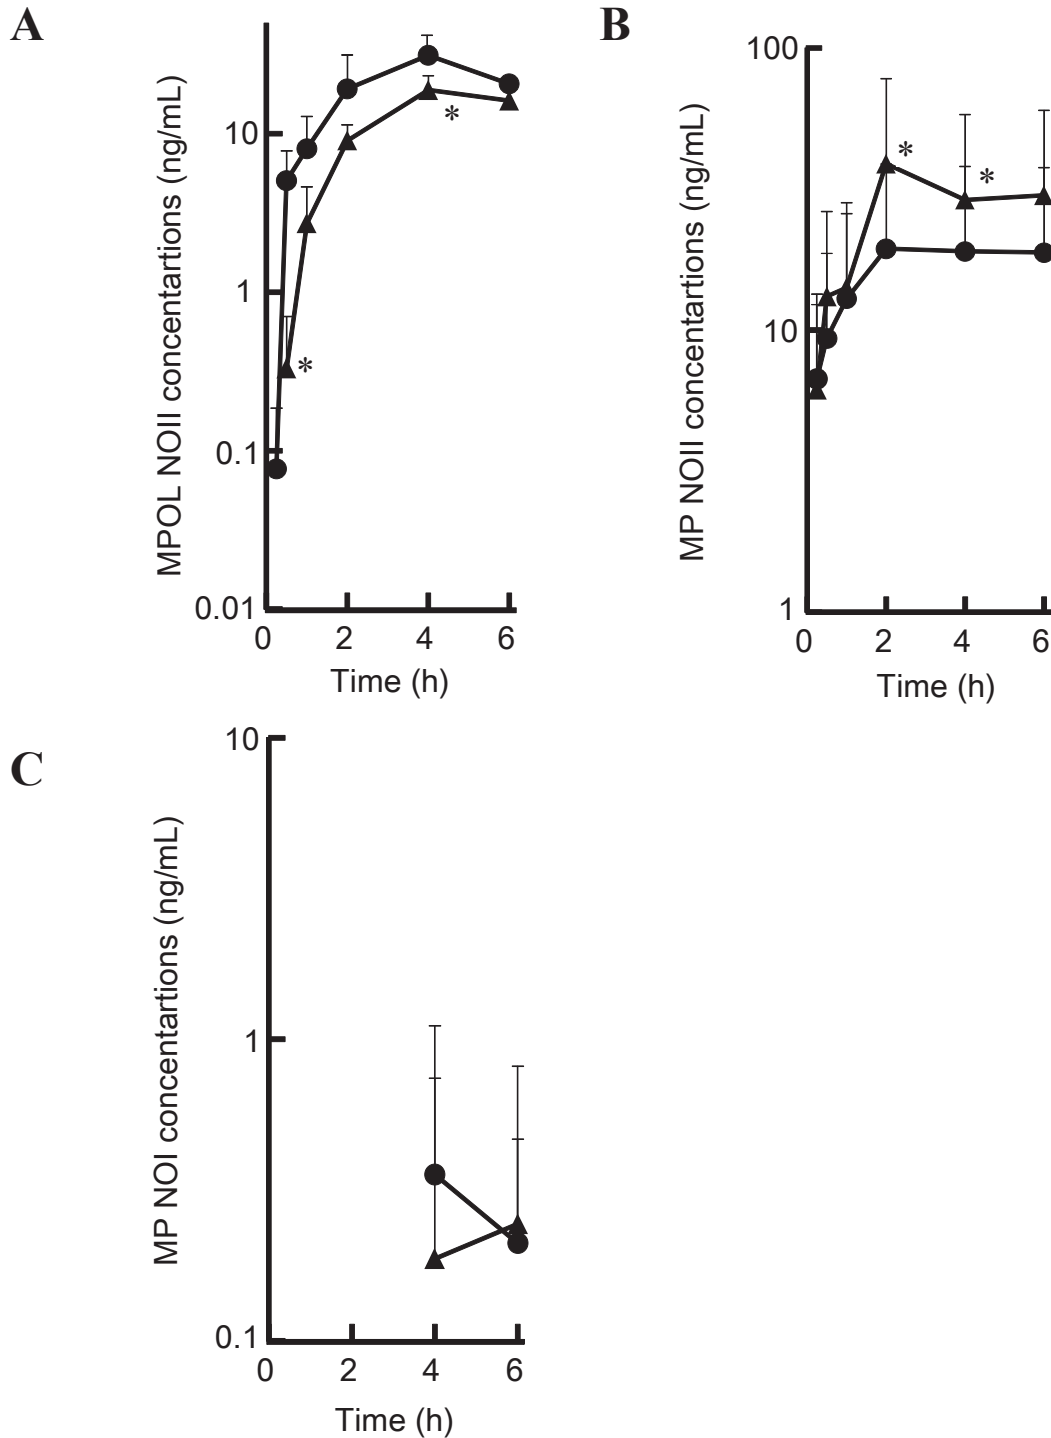 A
MPOL NOII concentartions (ng/mL)
10
1
0.1
0.01
*
*
0 2 4 6
Time (h)
B
MP NOII concentartions (ng/mL)
100
10
1
*
*
0 2 4 6
Time (h)
C
MP NOI concentartions (ng/mL)
10
1
0.1
0 2 4 6
Time (h)